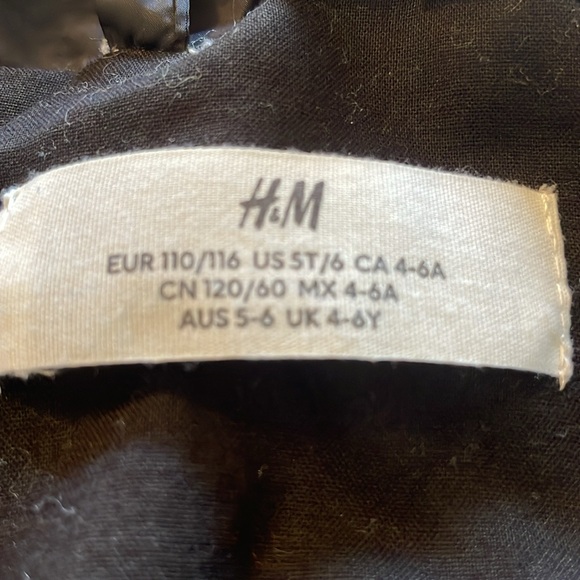 H&M
EUR 110/116 US 5T/6 CA 4-6A
CN 120/60 MX 4-6A
AUS 5-6 UK 4-6Y